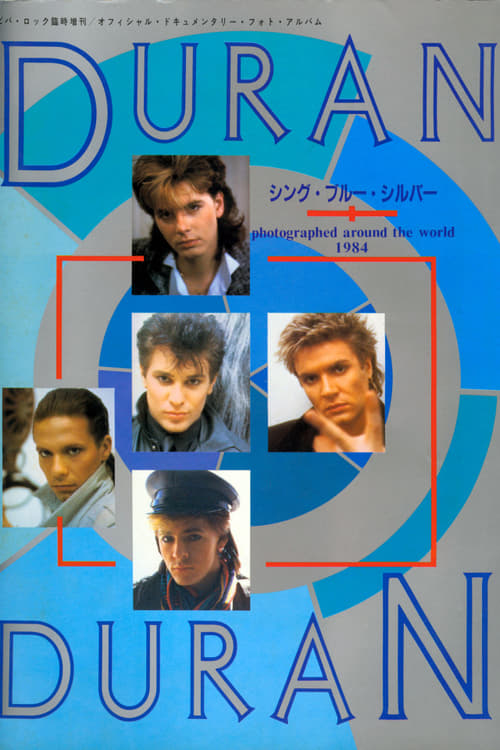 ビバ・ロック臨時増刊／オフィシャル・ドキュメンタリー・フォト・アルバム
DURAN
シング・ブルー・シルバー
photographed around the world
1984
DURAN